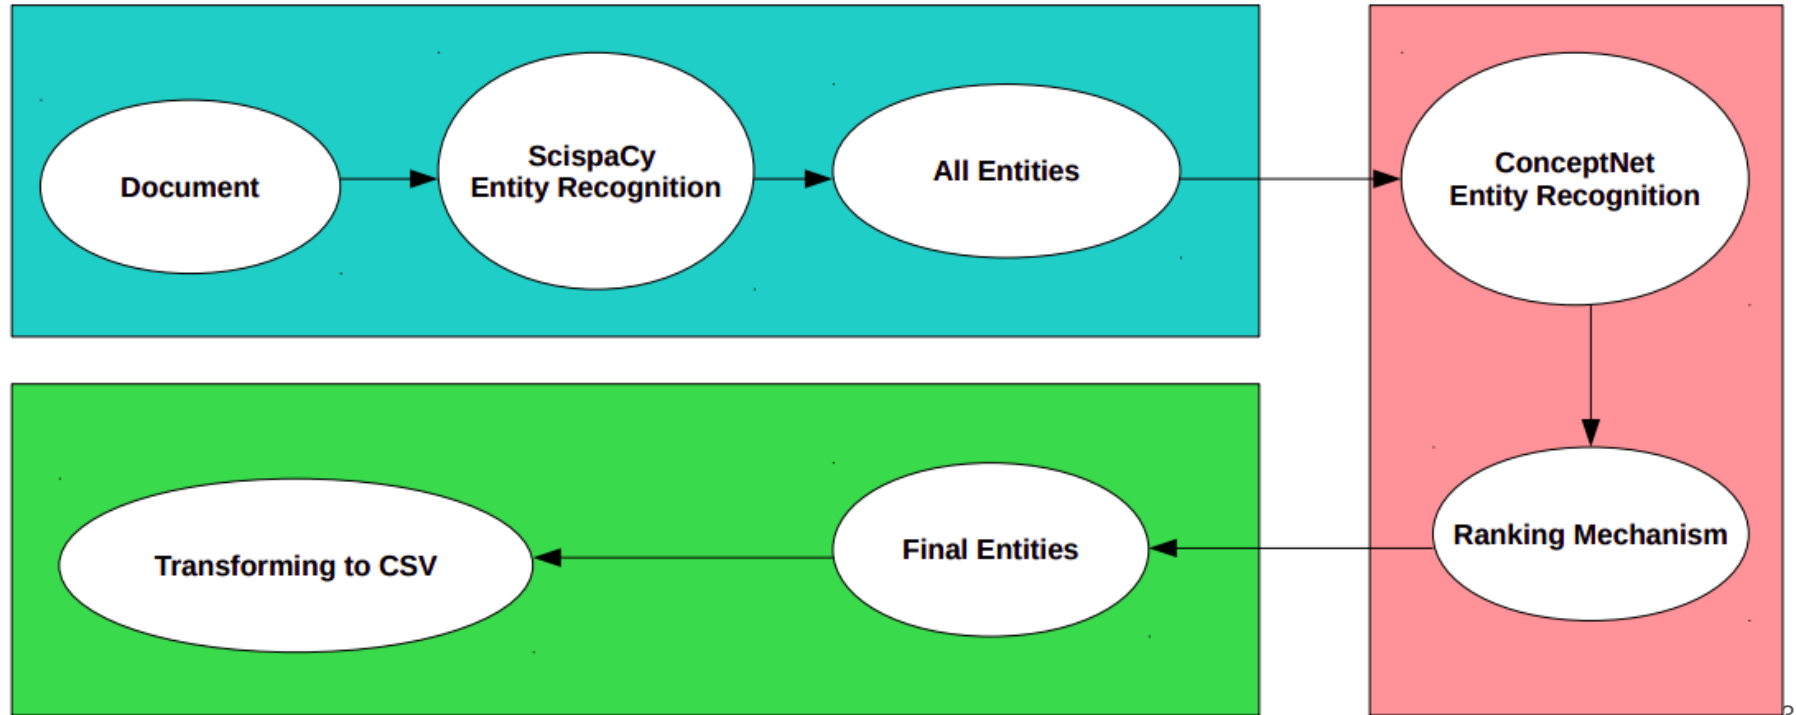 Document
ScispaCy
Entity Recognition
All Entities
ConceptNet
Entity Recognition
Ranking Mechanism
Final Entities
Transforming to CSV